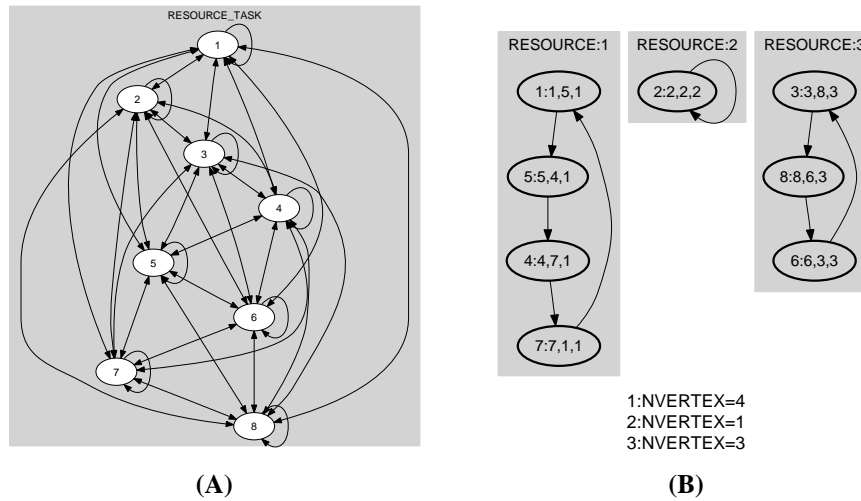 RESOURCE_TASK
1
2
3
4
5
6
7
8
(A)
RESOURCE:1
1:1,5,1
5:5,4,1
4:4,7,1
7:7,1,1
RESOURCE:2
2:2,2,2
RESOURCE:3
3:3,8,3
8:8,6,3
6:6,3,3
1:NVERTEX=4
2:NVERTEX=1
3:NVERTEX=3
(B)